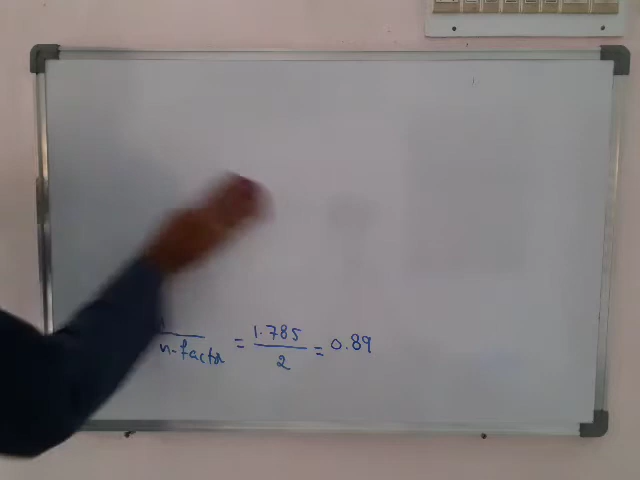 n-factor = 1.785 / 2 = 0.89